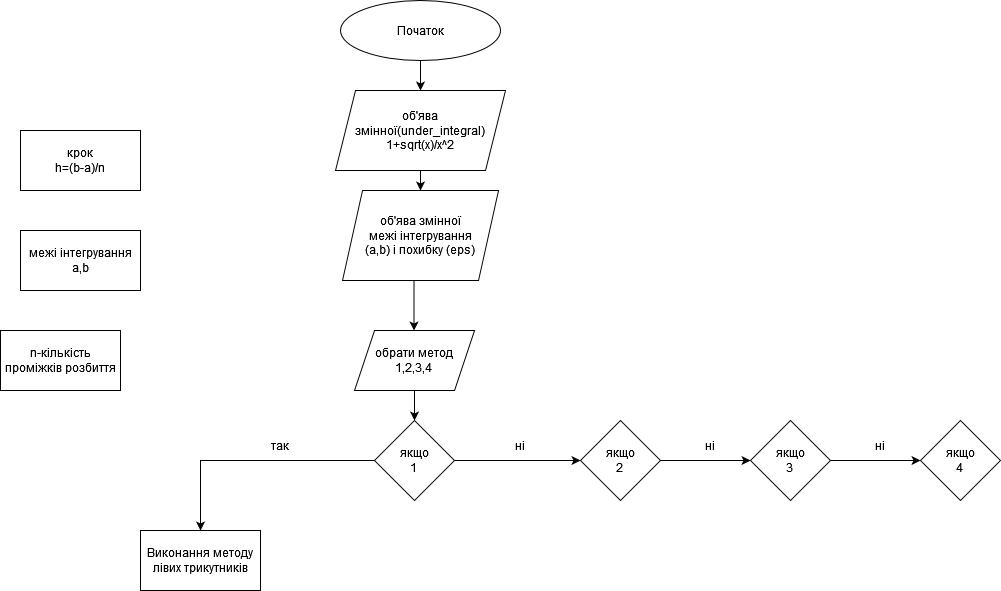 Початок
об'ява
змінної(under_integral)
1+sqrt(x)/x^2
крок
h=(b-a)/n
об'ява змінної
межі інтегрування
(a,b) і похибку (eps)
межі інтегрування
a,b
n-кількість
проміжків розбиття
обрати метод
1,2,3,4
так
якщо
1
ні
якщо
2
ні
якщо
3
ні
якщо
4
Виконання методу
лівих трикутників